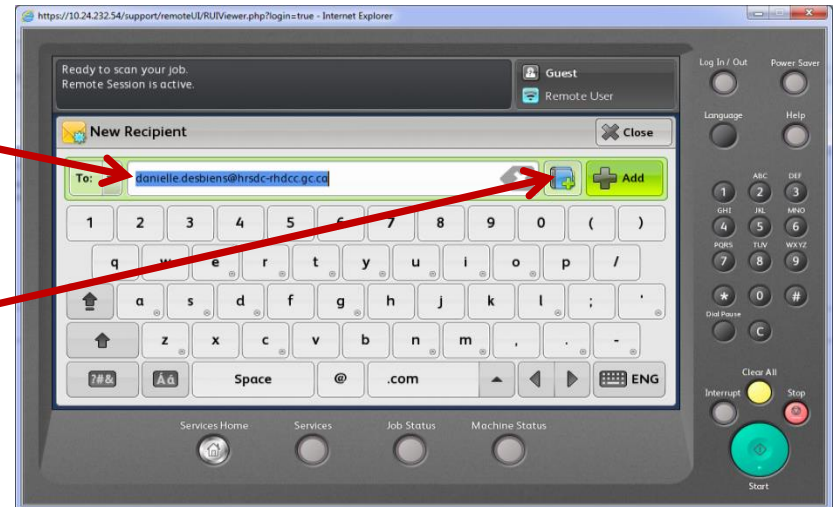 https://10.24.232.54/support/remoteUI/RUIViewer.php?login=true - Internet Explorer
Ready to scan your job.
Remote Session is active.
Guest
Remote User
New Recipient
Close
To:
danielle.desbiens@hrsdc-rhdcc.gc.ca
Add
1 2 3 4 5 6 7 8 9 0 ( )
q w e r t y u i o p /
a s d f g h j k l ; '
z x c v b n m , . -
?#& Áá Space @ .com ENG
Services Home Services Job Status Machine Status
Log In / Out Power Saver
Language Help
ABC DEF
1 2 3
GHI JKL MNO
4 5 6
PQRS TUV WXYZ
7 8 9
* 0 #
Dial Pause
C
Clear All
Interrupt Stop
Start